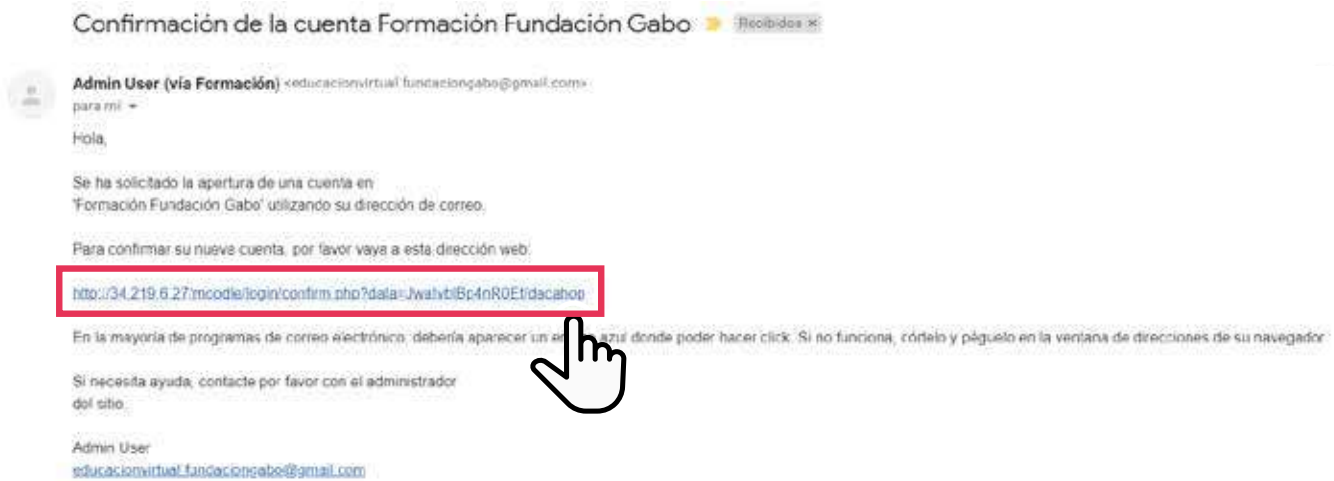 Confirmación de la cuenta Formación Fundación Gabo Recibidos ×
Admin User (vía Formación) <educacionvirtual.fundaciongabo@gmail.com>
para mí
Hola,
Se ha solicitado la apertura de una cuenta en
'Formación Fundación Gabo' utilizando su dirección de correo.
Para confirmar su nueva cuenta, por favor vaya a esta dirección web:
En la mayoría de programas de correo electrónico, debería aparecer un azul donde poder hacer click. Si no funciona, córtelo y péguelo en la ventana de direcciones de su navegador
Si necesita ayuda, contacte por favor con el administrador
del sitio
Admin User
educacionvirtual.fundaciongabo@gmail.com